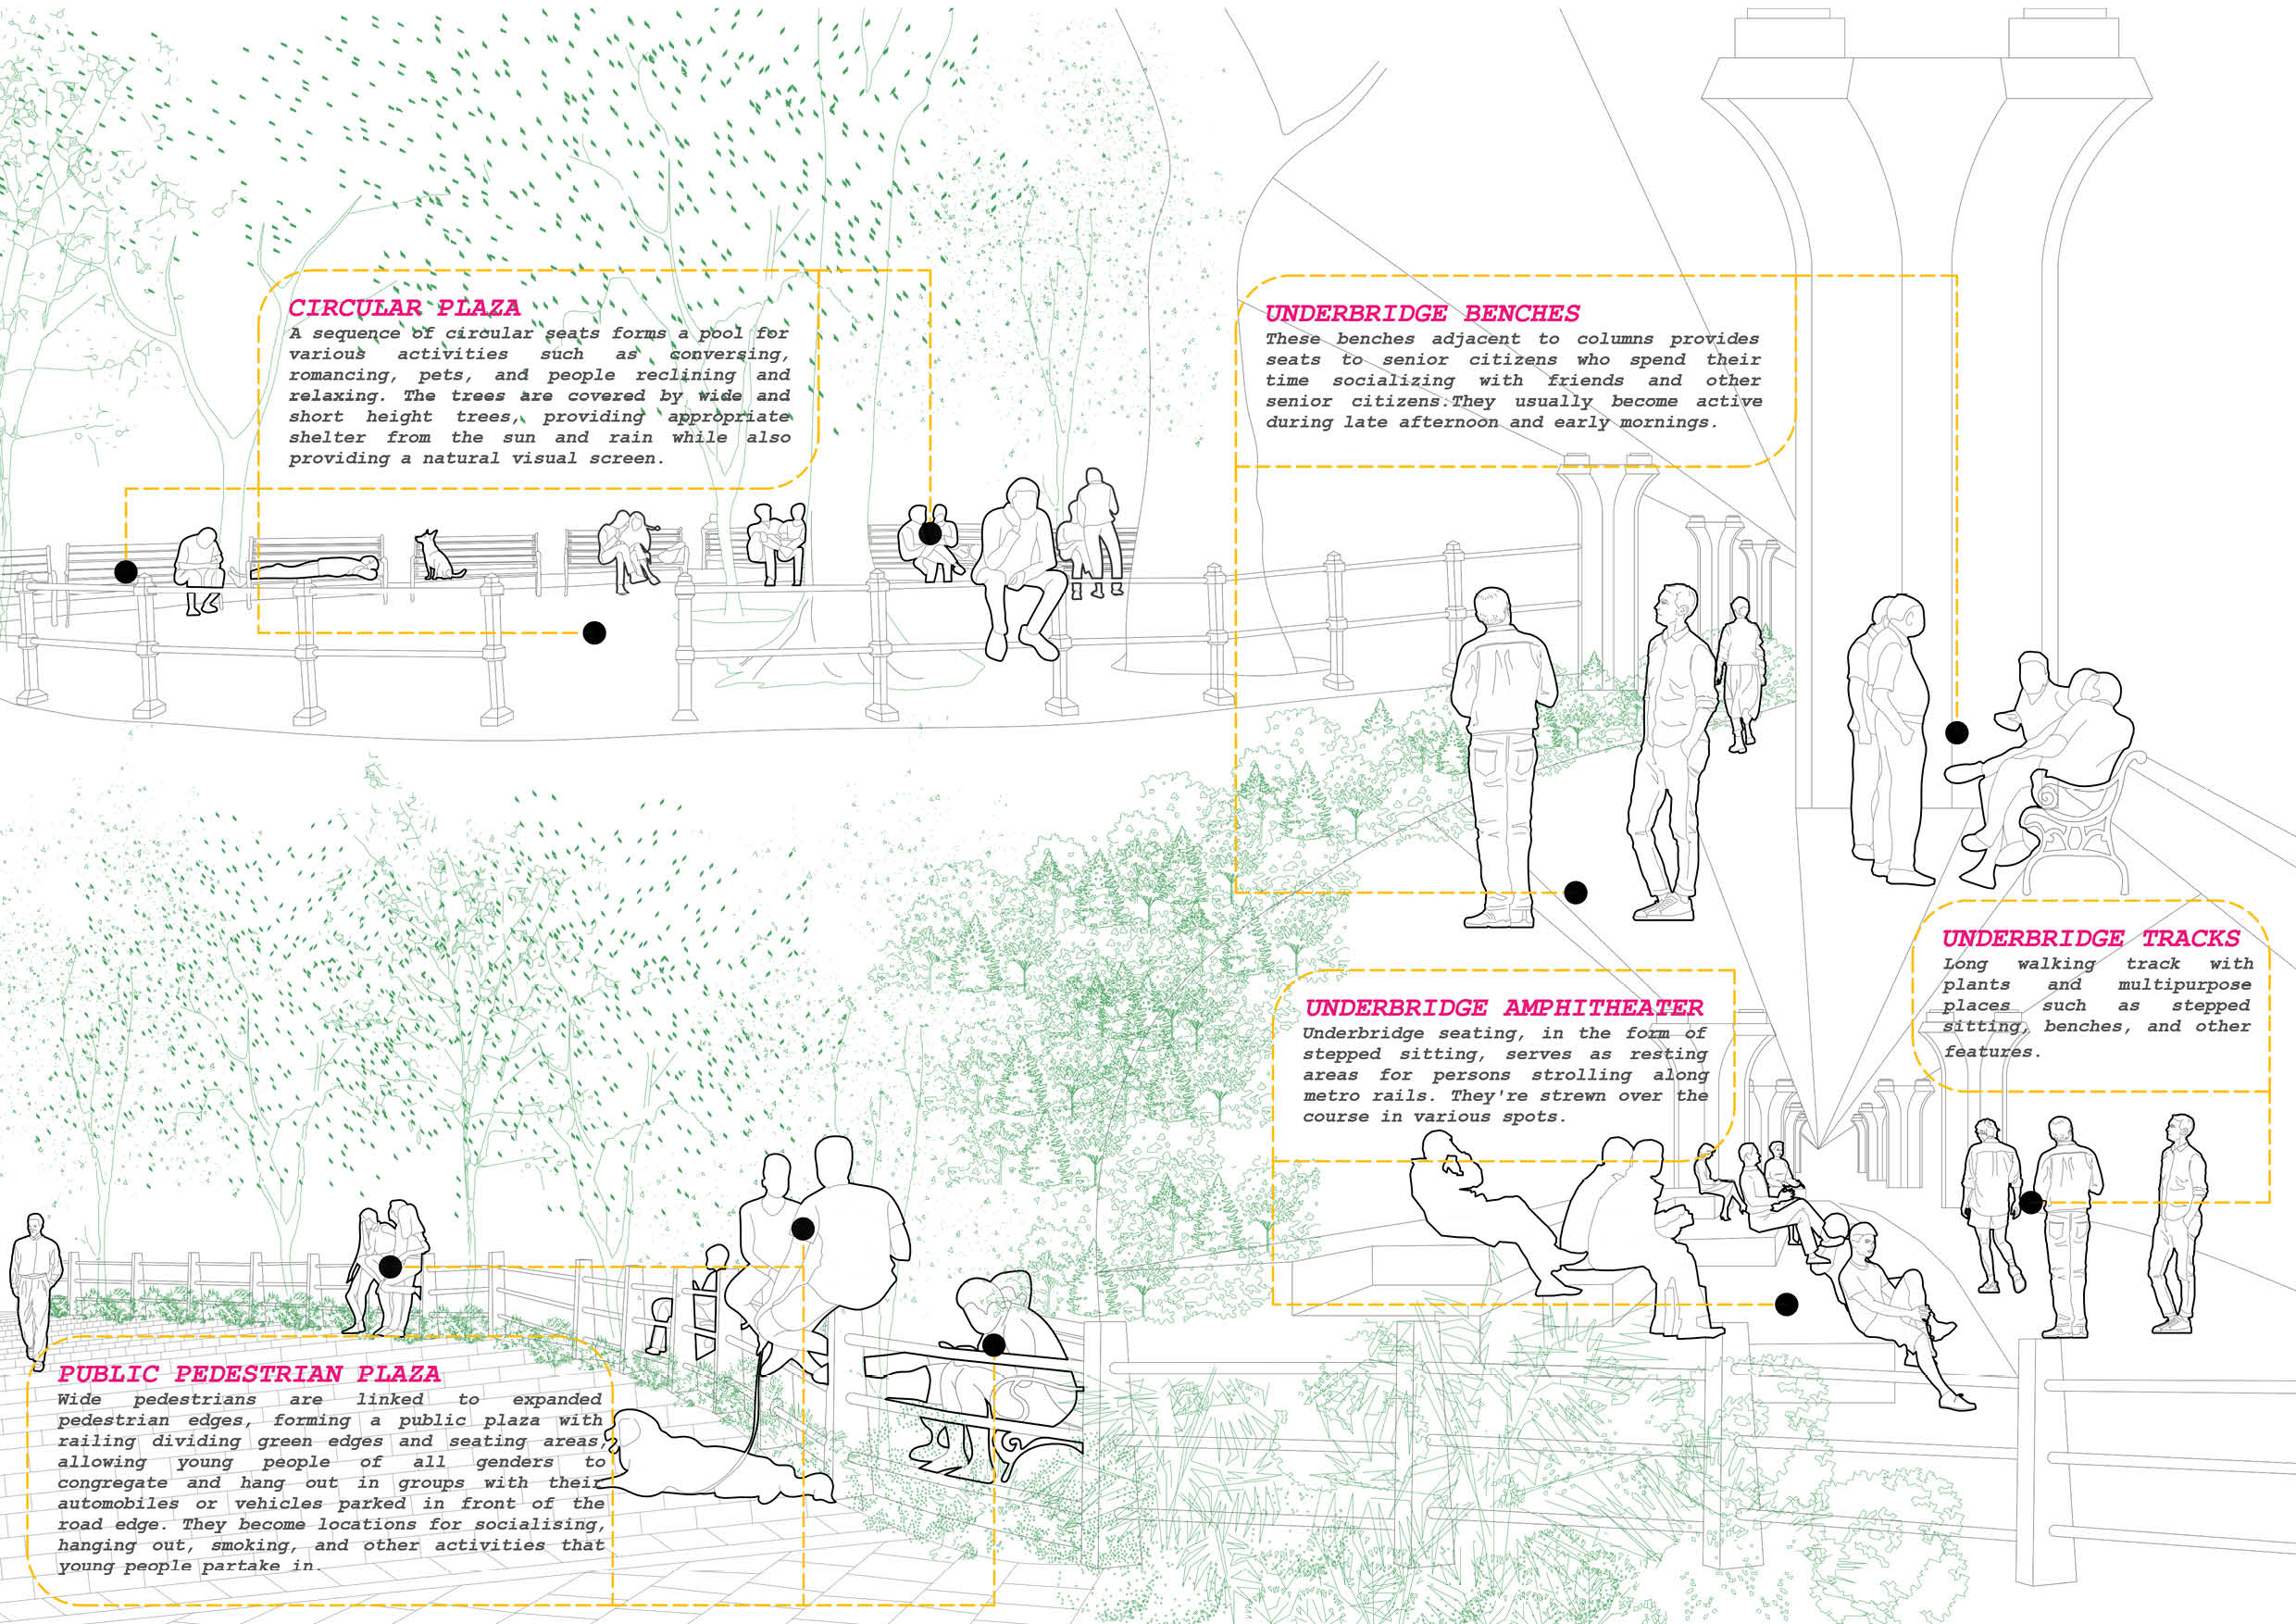 CIRCULAR PLAZA
A sequence of circular seats forms a pool for
various activities such as conversing,
romancing, pets, and people reclining and
relaxing. The trees are covered by wide and
short height trees, providing appropriate
shelter from the sun and rain while also
providing a natural visual screen.
UNDERBRIDGE BENCHES
These benches adjacent to columns provides
seats to senior citizens who spend their
time socializing with friends and other
senior citizens.They usually become active
during late afternoon and early mornings.
UNDERBRIDGE TRACKS
Long walking track with
plants and multipurpose
places such as stepped
sitting, benches, and other
features.
UNDERBRIDGE AMPHITHEATER
Underbridge seating, in the form of
stepped sitting, serves as resting
areas for persons strolling along
metro rails. They're strewn over the
course in various spots.
PUBLIC PEDESTRIAN PLAZA
Wide pedestrians are linked to expanded
pedestrian edges, forming a public plaza with
railing dividing green edges and seating areas,
allowing young people of all genders to
congregate and hang out in groups with their
automobiles or vehicles parked in front of the
road edge. They become locations for socialising,
hanging out, smoking, and other activities that
young people partake in.